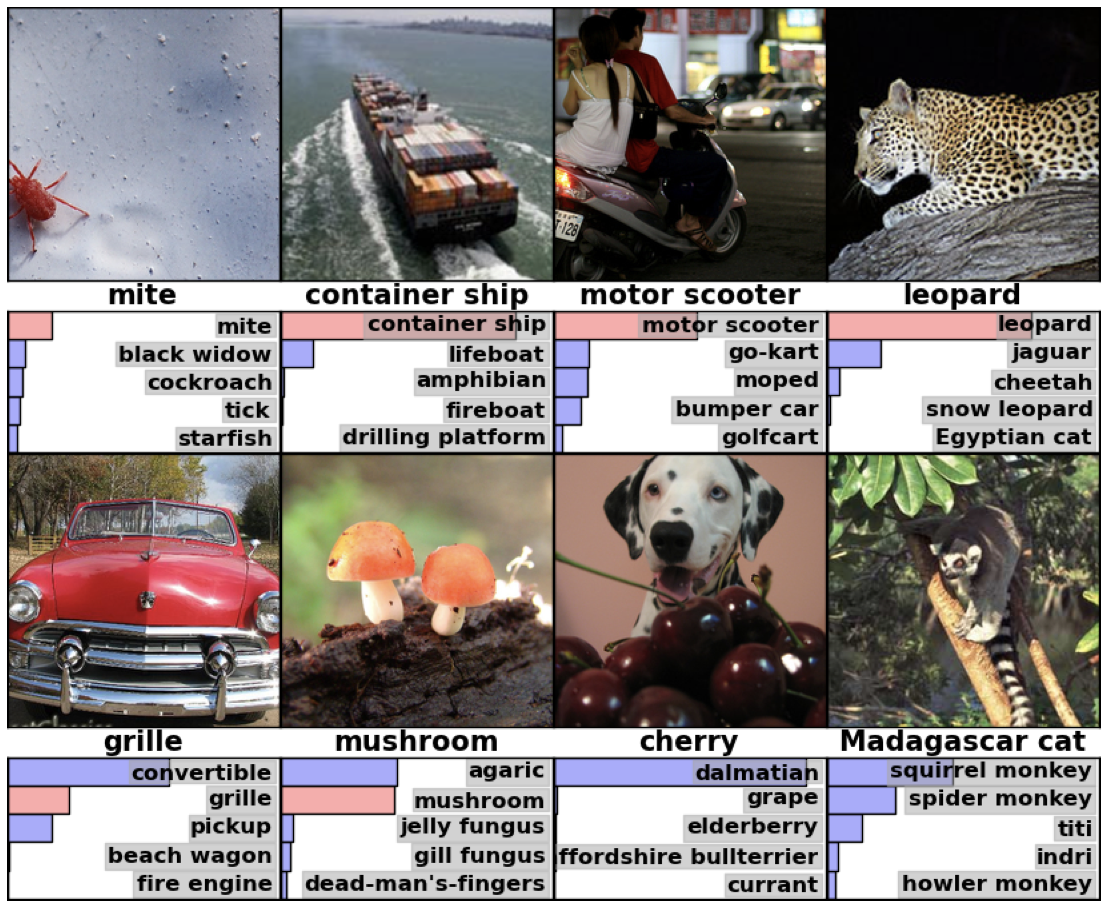 T-128
mite
container ship
motor scooter
leopard
mite
black widow
cockroach
tick
starfish
container ship
lifeboat
amphibian
fireboat
drilling platform
motor scooter
go-kart
moped
bumper car
golfcart
leopard
jaguar
cheetah
snow leopard
Egyptian cat
grille
mushroom
cherry
Madagascar cat
convertible
grille
pickup
beach wagon
fire engine
agaric
mushroom
jelly fungus
gill fungus
dead-man's-fingers
dalmatian
grape
elderberry
ffordshire bullterrier
currant
squirrel monkey
spider monkey
titi
indri
howler monkey